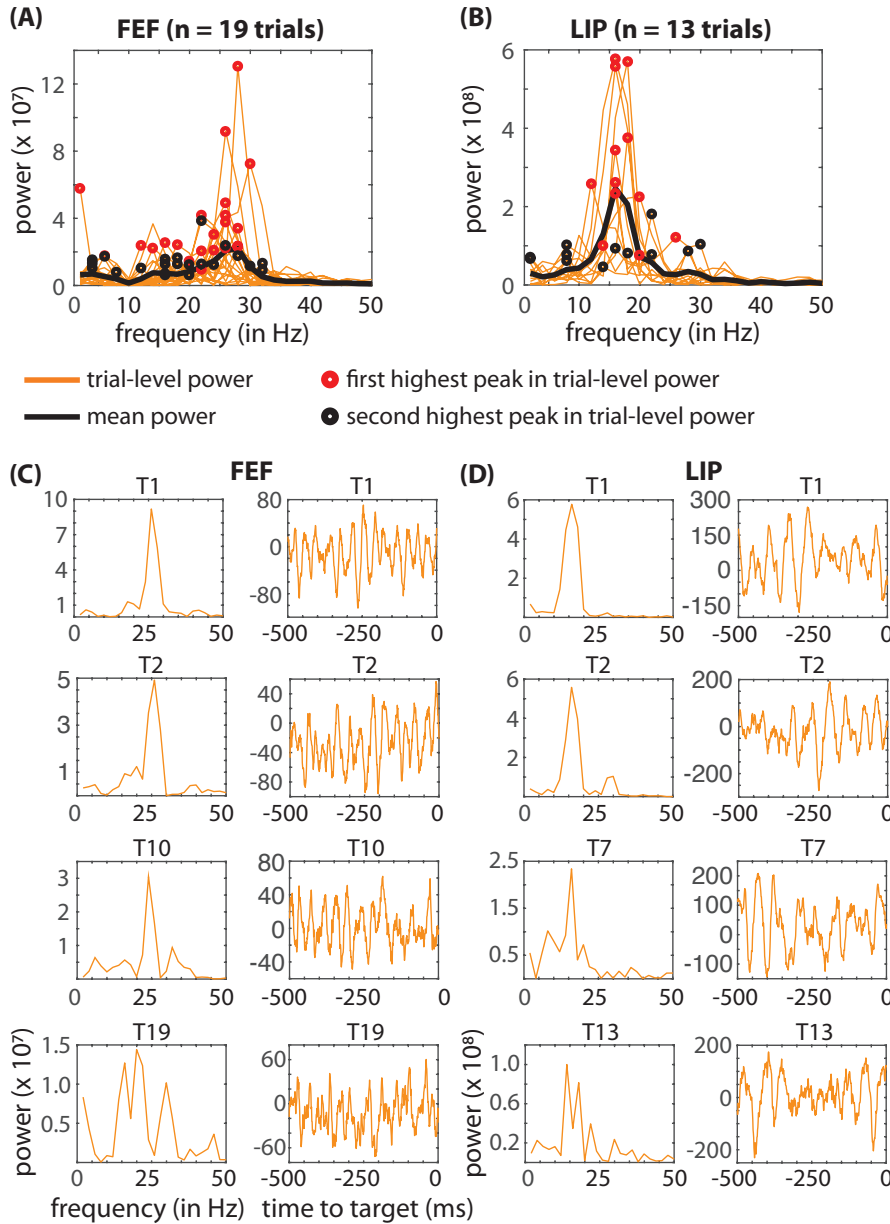 (A) FEF (n = 19 trials)
power (x 10⁷)
12
8
4
0
0 10 20 30 40 50
frequency (in Hz)
(B) LIP (n = 13 trials)
power (x 10⁸)
6
4
2
0
0 10 20 30 40 50
frequency (in Hz)
trial-level power
first highest peak in trial-level power
mean power
second highest peak in trial-level power
(C) FEF
T1
10
9
7
4
1
0 25 50
T1
80
0
-80
-500 -250 0
(D) LIP
T1
6
4
2
0 25 50
T1
300
150
0
-150
-500 -250 0
T2
5
3
1
0 25 50
T2
40
0
-40
-80
-500 -250 0
T2
6
4
2
0 25 50
T2
200
0
-200
-500 -250 0
T10
3
2
1
0 25 50
T10
80
40
0
-40
-500 -250 0
T7
2.5
1.5
0.5
0 25 50
T7
200
100
0
-100
-500 -250 0
T19
power (x 10⁷)
1.5
1.0
0.5
0 25 50
frequency (in Hz)
T19
60
0
-60
-500 -250 0
time to target (ms)
T13
power (x 10⁸)
1.0
0.6
0.2
0 25 50
frequency (in Hz)
T13
200
0
-200
-500 -250 0
time to target (ms)